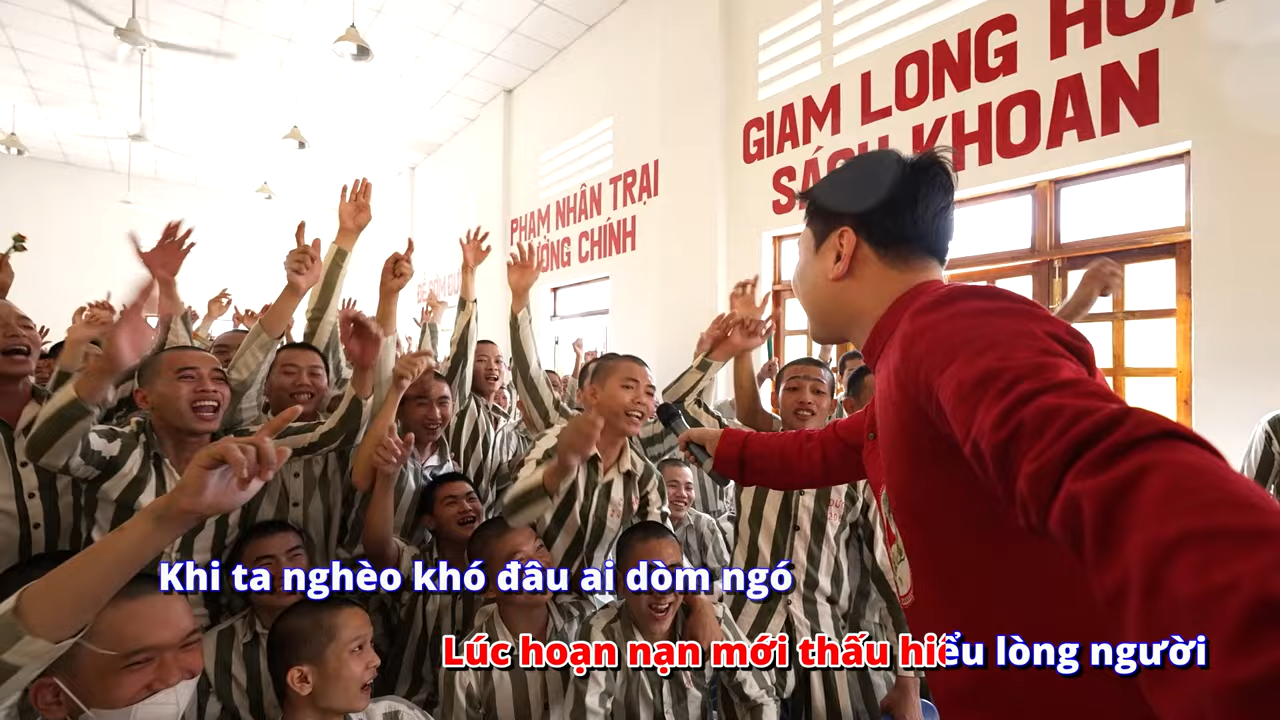 GIAM LONG
SÁCH KHOAN
PHẠM NHÂN TRẠI
CHÍNH
Khi ta nghèo khó đâu ai dòm ngó
Lúc hoạn nạn mới thấu hiểu lòng người